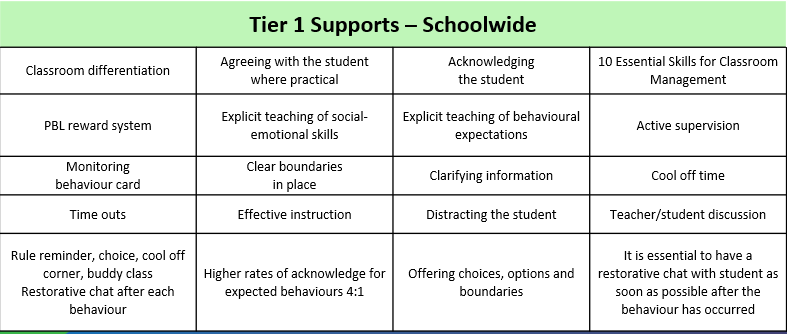 Tier 1 Supports – Schoolwide
Classroom differentiation
Agreeing with the student
where practical
Acknowledging
the student
10 Essential Skills for Classroom
Management
PBL reward system
Explicit teaching of social-
emotional skills
Explicit teaching of behavioural
expectations
Active supervision
Monitoring
behaviour card
Clear boundaries
in place
Clarifying information
Cool off time
Time outs
Effective instruction
Distracting the student
Teacher/student discussion
Rule reminder, choice, cool off
corner, buddy class
Restorative chat after each
behaviour
Higher rates of acknowledge for
expected behaviours 4:1
Offering choices, options and
boundaries
It is essential to have a
restorative chat with student as
soon as possible after the
behaviour has occurred